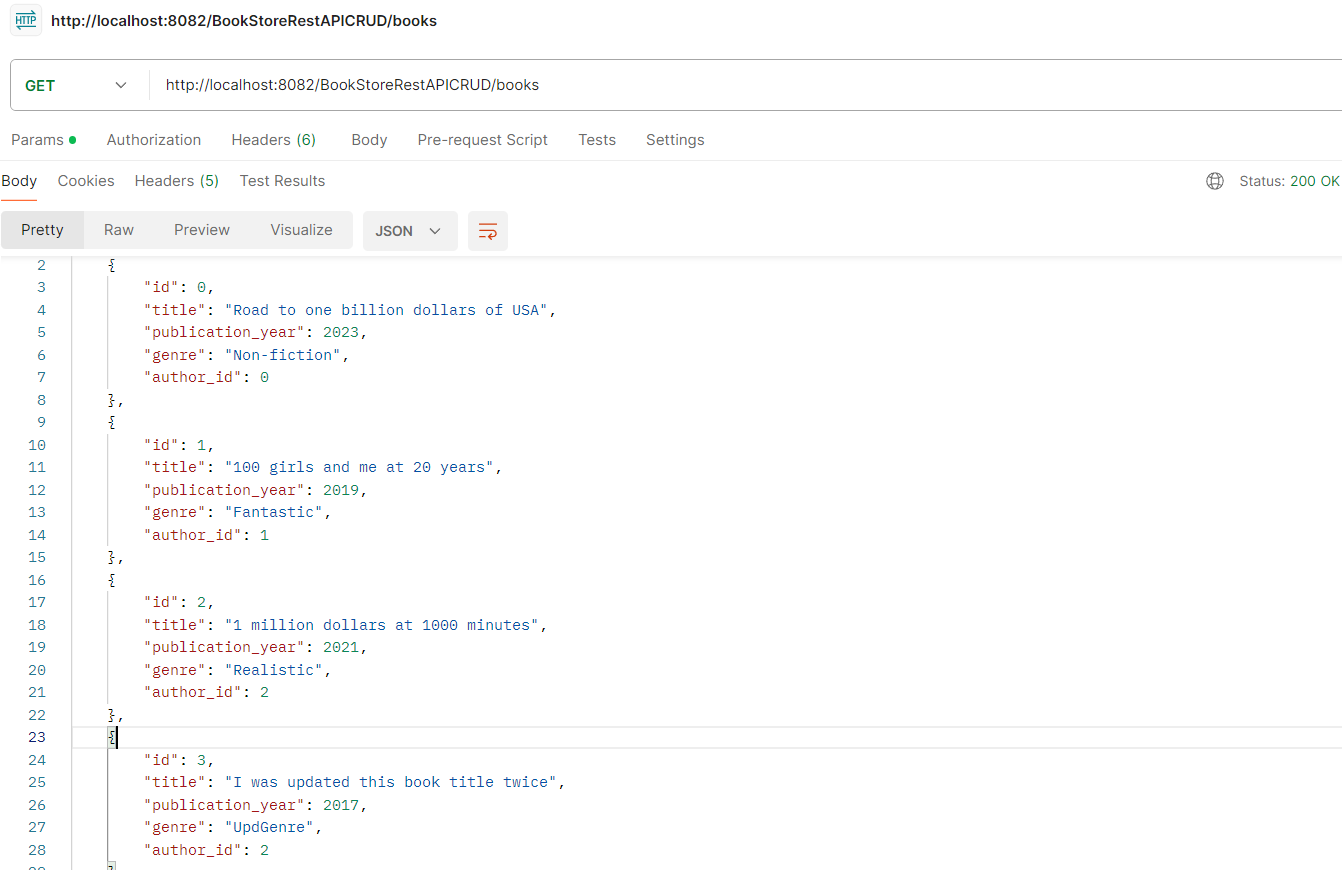 HTTP http://localhost:8082/BookStoreRestAPICRUD/books
GET http://localhost:8082/BookStoreRestAPICRUD/books
Params Authorization Headers (6) Body Pre-request Script Tests Settings
Body Cookies Headers (5) Test Results Status: 200 OK
Pretty Raw Preview Visualize JSON
2 {
3 "id": 0,
4 "title": "Road to one billion dollars of USA",
5 "publication_year": 2023,
6 "genre": "Non-fiction",
7 "author_id": 0
8 },
9 {
10 "id": 1,
11 "title": "100 girls and me at 20 years",
12 "publication_year": 2019,
13 "genre": "Fantastic",
14 "author_id": 1
15 },
16 {
17 "id": 2,
18 "title": "1 million dollars at 1000 minutes",
19 "publication_year": 2021,
20 "genre": "Realistic",
21 "author_id": 2
22 },
23 {
24 "id": 3,
25 "title": "I was updated this book title twice",
26 "publication_year": 2017,
27 "genre": "UpdGenre",
28 "author_id": 2